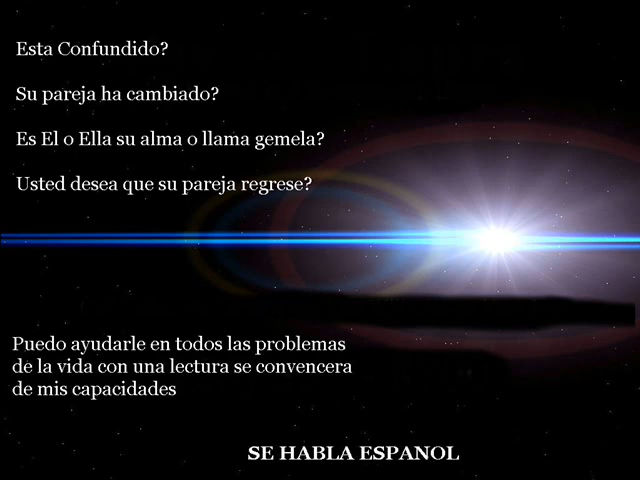 Esta Confundido?
Su pareja ha cambiado?
Es El o Ella su alma o llama gemela?
Usted desea que su pareja regrese?
Puedo ayudarle en todos las problemas
de la vida con una lectura se convencera
de mis capacidades
SE HABLA ESPANOL